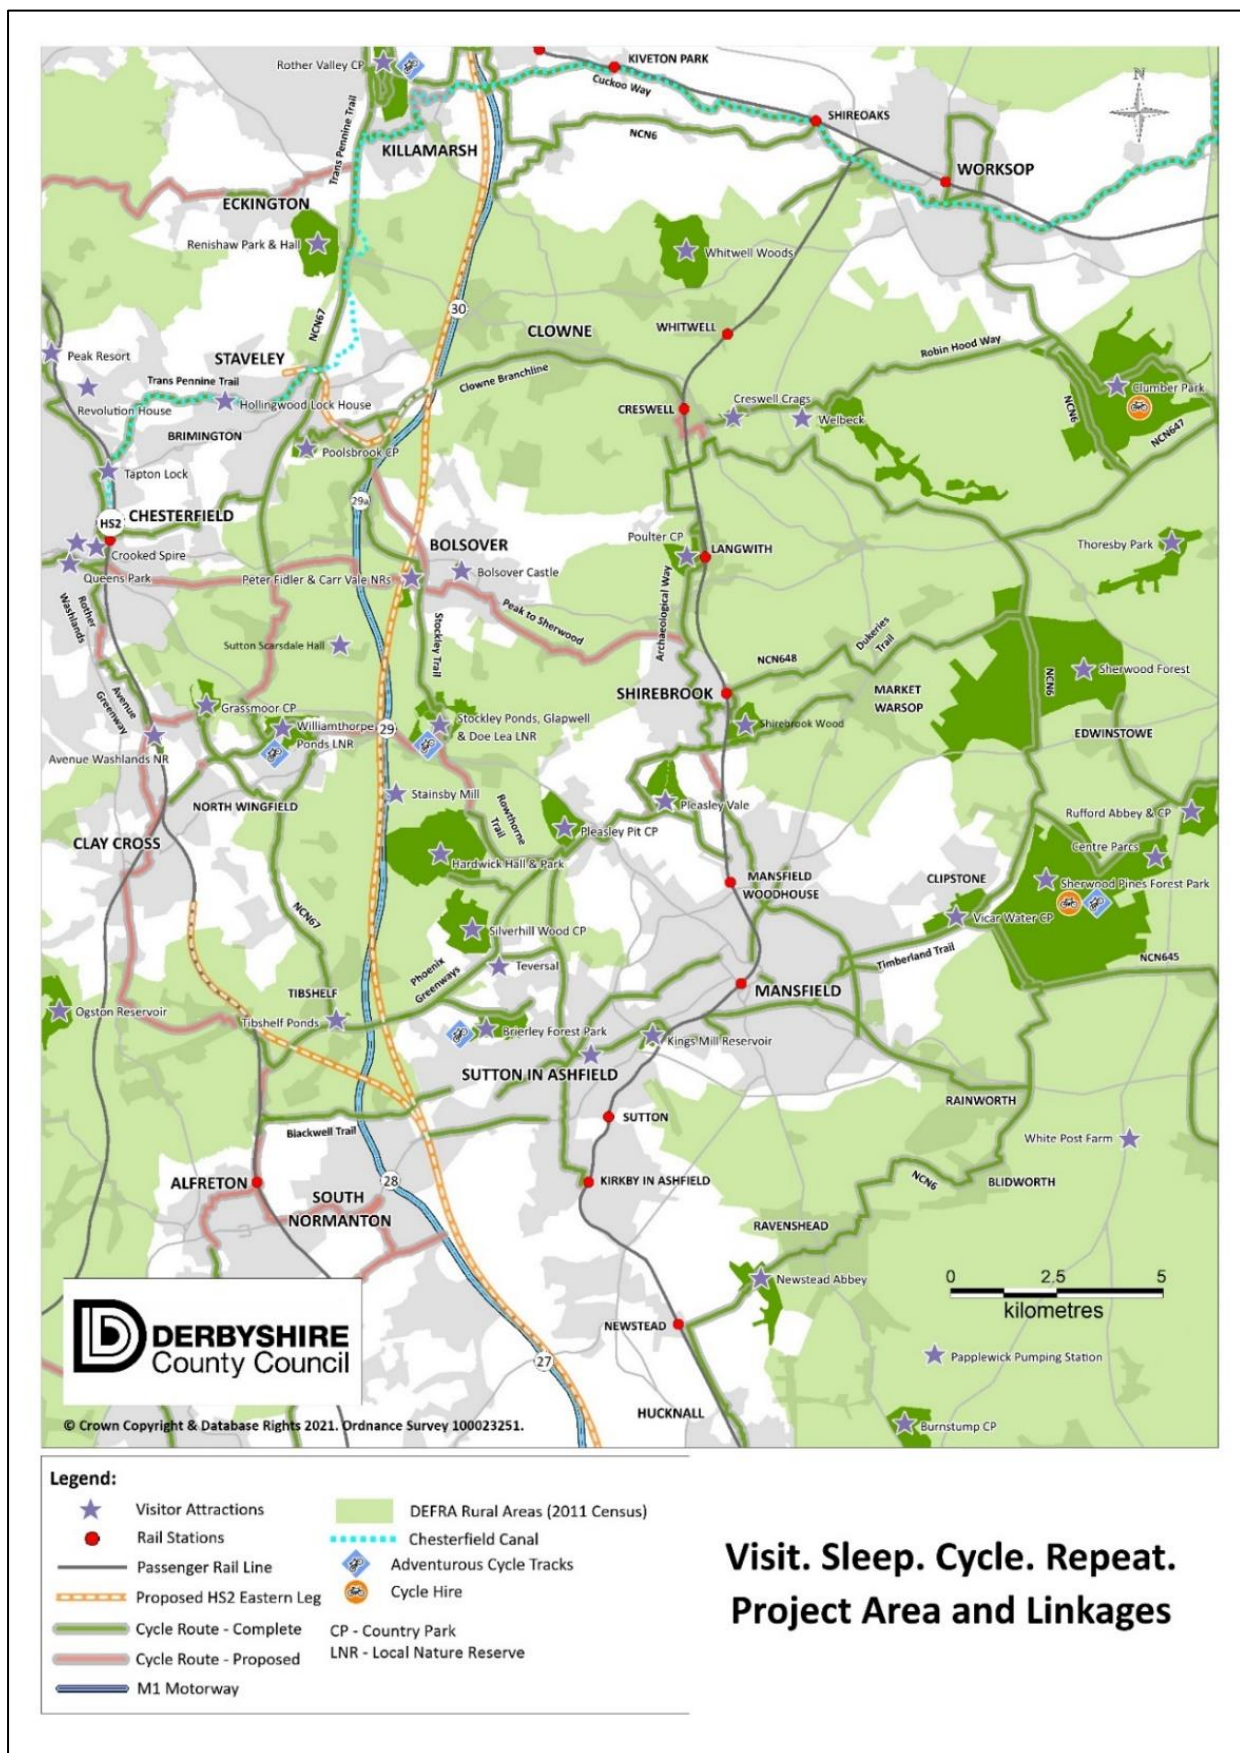 Rother Valley CP
KIVETON PARK
Cuckoo Way
N
SHIREOAKS
Trans Pennine Trail
KILLAMARSH
NCN6
WORKSOP
ECKINGTON
Renishaw Park & Hall
Whitwell Woods
30
NCN67
CLOWNE
WHITWELL
Robin Hood Way
Peak Resort
STAVELEY
Trans Pennine Trail
Clowne Branchline
Clumber Park
Revolution House
Hollingwood Lock House
CRESWELL
Creswell Crags
Welbeck
NCN6
NCN647
BRIMINGTON
Poolsbrook CP
Tapton Lock
29a
HS2
CHESTERFIELD
BOLSOVER
Poulter CP
LANGWITH
Thoresby Park
Crooked Spire
Queens Park
Peter Fidler & Carr Vale NRs
Bolsover Castle
Rother
Washlands
Peak to Sherwood
Archaeological Way
Stockley Trail
Sutton Scarsdale Hall
Dukeries
Trail
NCN648
NCN6
Sherwood Forest
SHIREBROOK
MARKET
WARSOP
Avenue
Greenway
Grassmoor CP
Williamthorpe
Ponds LNR
29
Stockley Ponds, Glapwell
& Doe Lea LNR
Shirebrook Wood
EDWINSTOWE
Avenue Washlands NR
Stainsby Mill
NORTH WINGFIELD
Rowthorne
Trail
Pleasley Vale
Rufford Abbey & CP
CLAY CROSS
Pleasley Pit CP
Centre Parcs
Hardwick Hall & Park
MANSFIELD
WOODHOUSE
CLIPSTONE
Sherwood Pines Forest Park
NCN67
Vicar Water CP
Silverhill Wood CP
Timberland Trail
NCN645
Phoenix
Greenways
Teversal
TIBSHELF
MANSFIELD
Ogston Reservoir
Tibshelf Ponds
Brierley Forest Park
Kings Mill Reservoir
SUTTON IN ASHFIELD
RAINWORTH
SUTTON
Blackwell Trail
White Post Farm
ALFRETON
28
KIRKBY IN ASHFIELD
NCN6
BLIDWORTH
SOUTH
NORMANTON
RAVENSHEAD
Newstead Abbey
0 2.5 5
kilometres
NEWSTEAD
DERBYSHIRE
County Council
27
Papplewick Pumping Station
HUCKNALL
Burnstump CP
© Crown Copyright & Database Rights 2021. Ordnance Survey 100023251.
Legend:
Visitor Attractions
Rail Stations
Passenger Rail Line
Proposed HS2 Eastern Leg
Cycle Route - Complete
Cycle Route - Proposed
M1 Motorway
DEFRA Rural Areas (2011 Census)
Chesterfield Canal
Adventurous Cycle Tracks
Cycle Hire
CP - Country Park
LNR - Local Nature Reserve
Visit. Sleep. Cycle. Repeat.
Project Area and Linkages